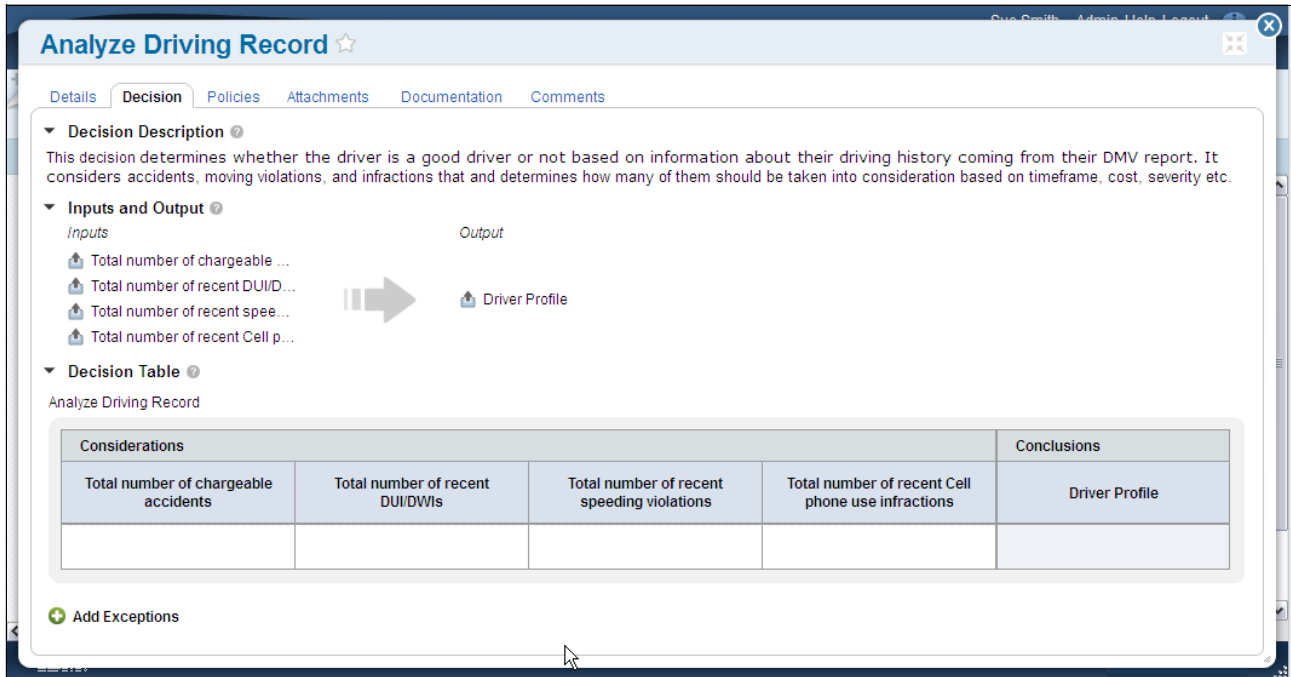 Sue Smith Admin Help Logout
Analyze Driving Record
Details Decision Policies Attachments Documentation Comments
Decision Description
This decision determines whether the driver is a good driver or not based on information about their driving history coming from their DMV report. It
considers accidents, moving violations, and infractions that and determines how many of them should be taken into consideration based on timeframe, cost, severity etc.
Inputs and Output
Inputs Output
Total number of chargeable ...
Total number of recent DUI/D...
Driver Profile
Total number of recent spee...
Total number of recent Cell p...
Decision Table
Analyze Driving Record
Considerations Conclusions
Total number of chargeable accidents
Total number of recent DUI/DWIs
Total number of recent speeding violations
Total number of recent Cell phone use infractions
Driver Profile
Add Exceptions